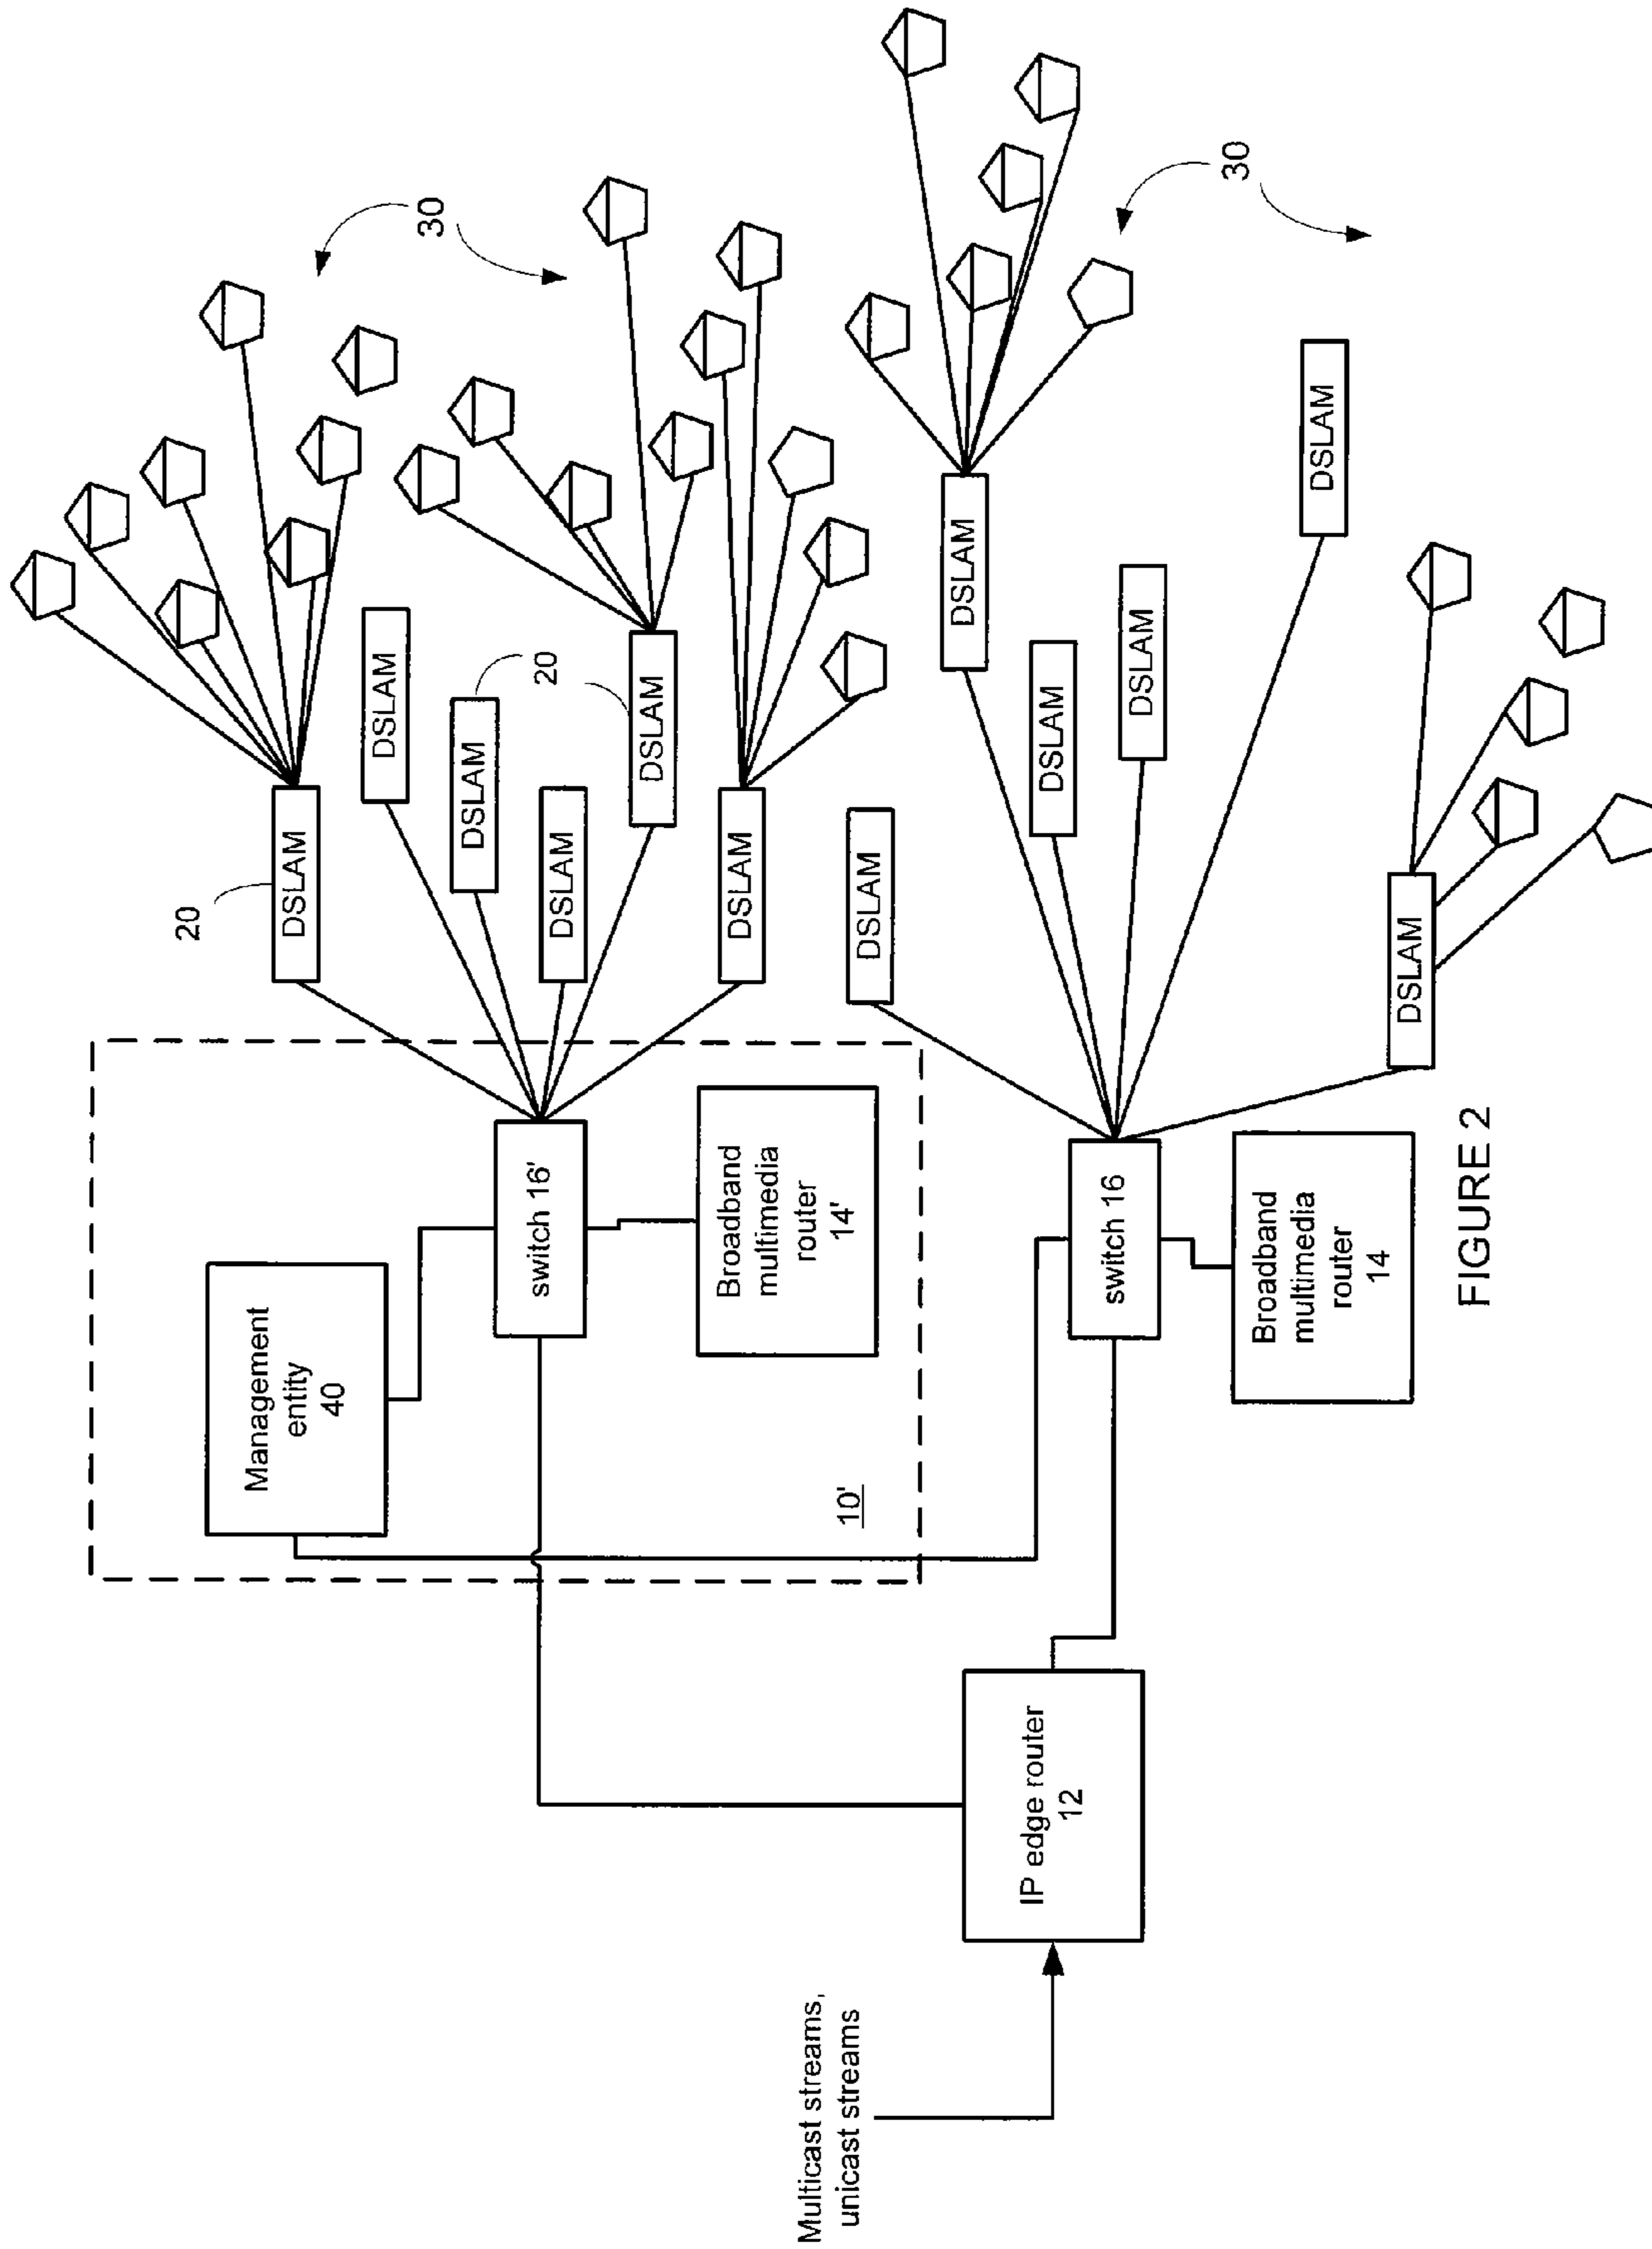 20
Management
entity
40
DSLAM
DSLAM
30
DSLAM
switch 16'
20
DSLAM
DSLAM
DSLAM
Broadband
multimedia
router
14'
Multicast streams,
unicast streams
10'
DSLAM
DSLAM
IP edge router
12
DSLAM
switch 16
DSLAM
30
Broadband
multimedia
router
14
DSLAM
DSLAM
FIGURE 2